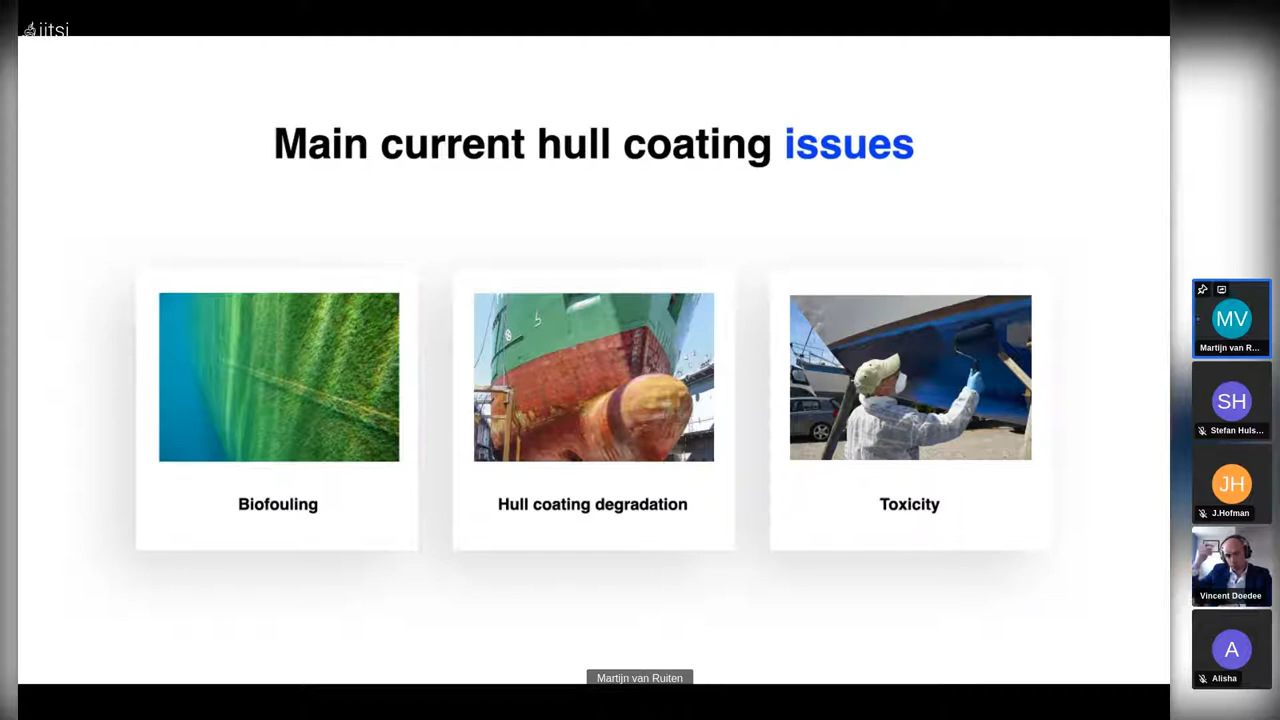 jitsi
Main current hull coating issues
Biofouling
Hull coating degradation
Toxicity
MV
Martijn van R...
SH
Stefan Huls...
JH
J.Hofman
Vincent Doedee
A
Alisha
Martijn van Ruiten